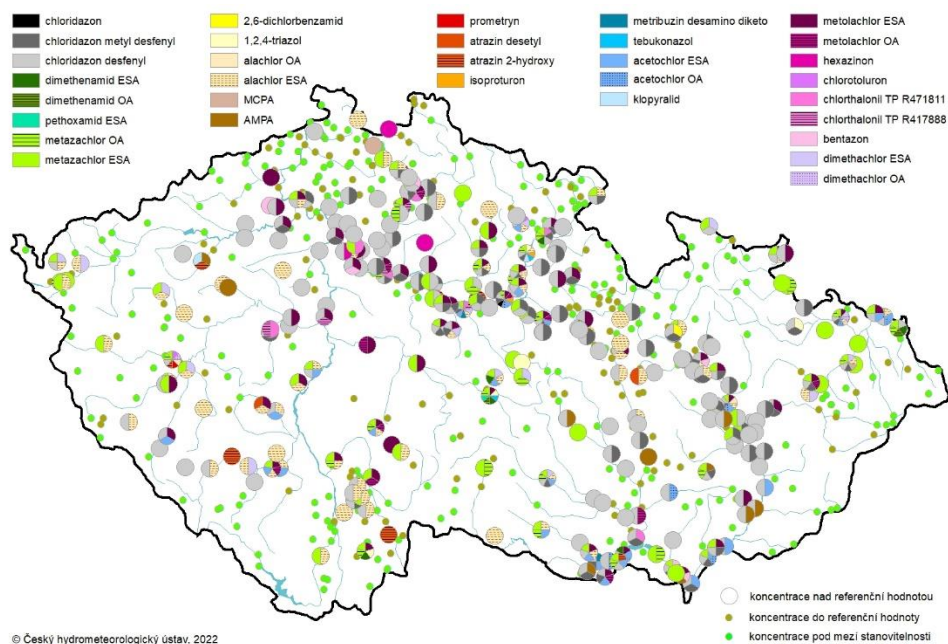 chloridazon
chloridazon metyl desfenyl
chloridazon desfenyl
dimethenamid ESA
dimethenamid OA
pethoxamid ESA
metazachlor OA
metazachlor ESA
2,6-dichlorbenzamid
1,2,4-triazol
alachlor OA
alachlor ESA
MCPA
AMPA
prometryn
atrazin desetyl
atrazin 2-hydroxy
isoproturon
metribuzin desamino diketo
tebukonazol
acetochlor ESA
acetochlor OA
klopyralid
metolachlor ESA
metolachlor OA
hexazinon
chlorotoluron
chlorthalonil TP R471811
chlorthalonil TP R417888
bentazon
dimethachlor ESA
dimethachlor OA
koncentrace nad referenční hodnotou
koncentrace do referenční hodnoty
koncentrace pod mezí stanovitelnosti
© Český hydrometeorologický ústav, 2022